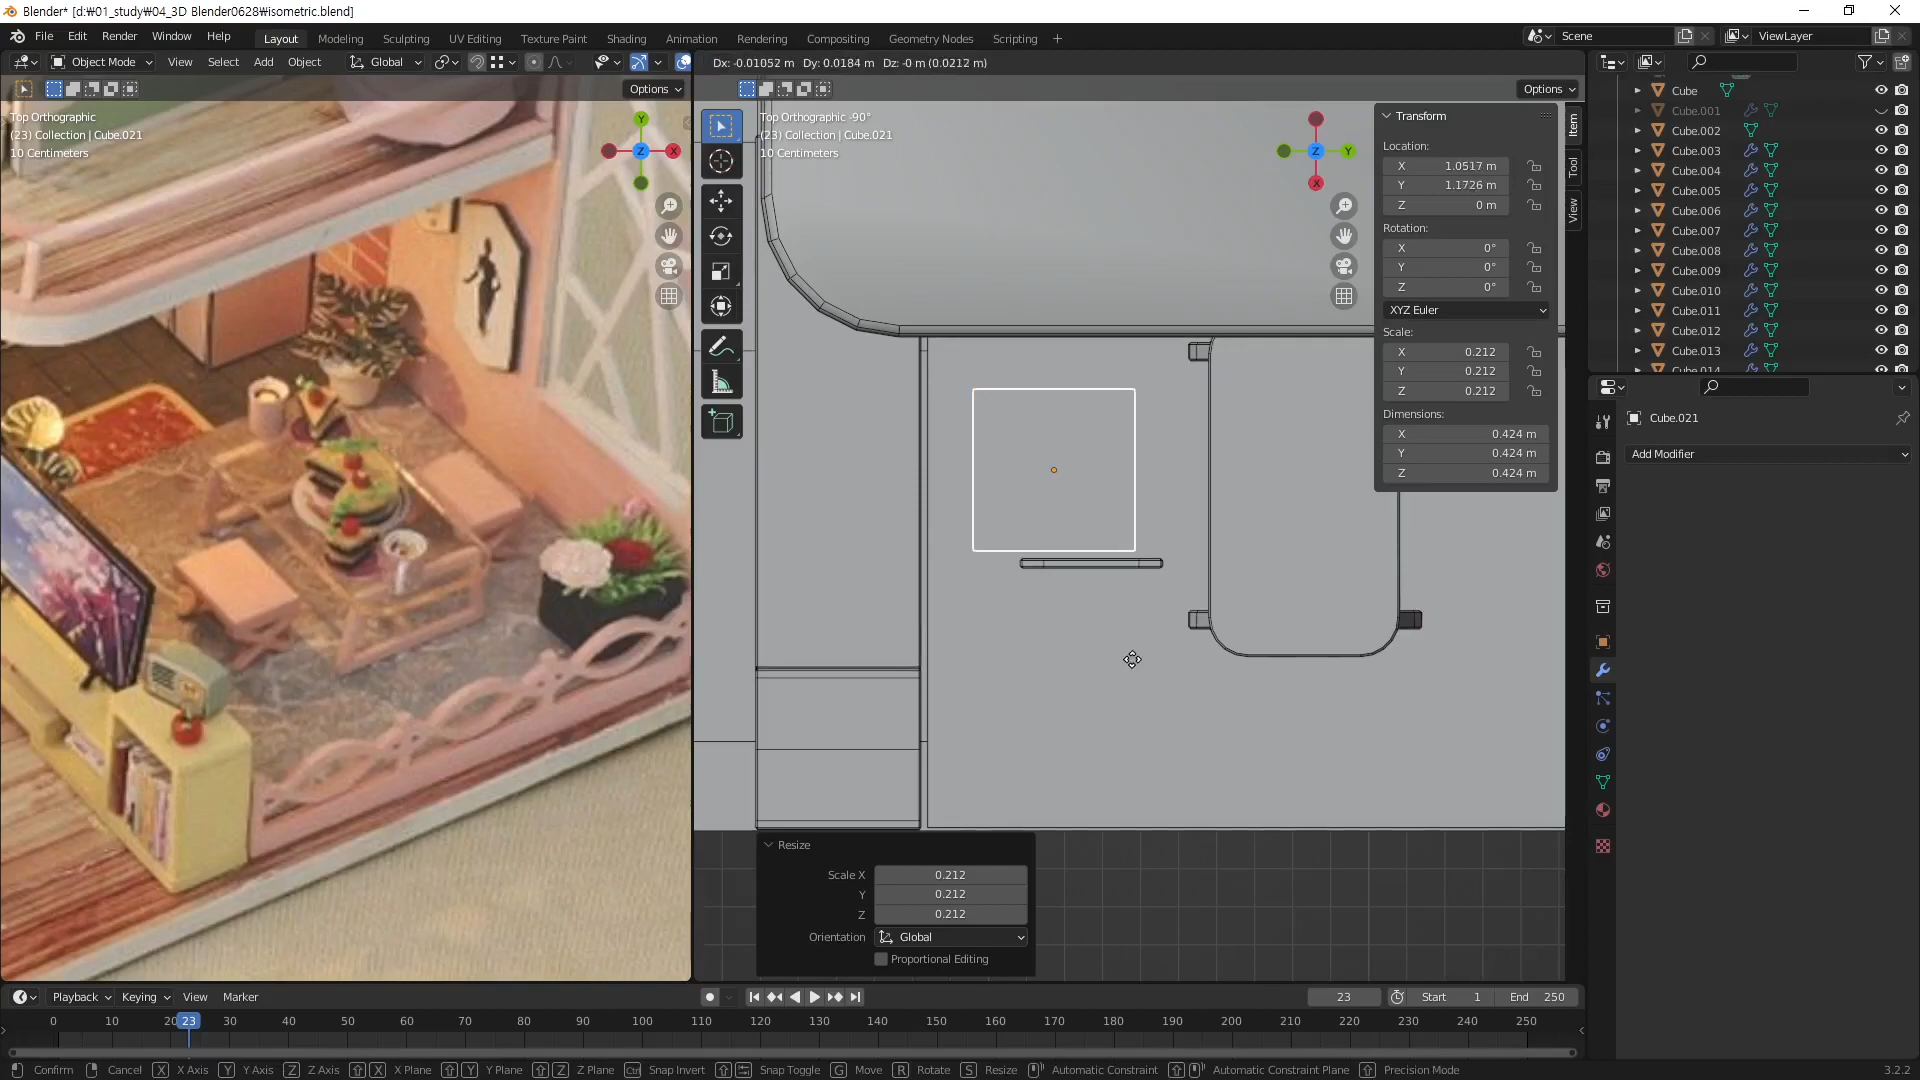 Blender* [d:₩01_study₩04_3D Blender0628₩isometric.blend]
File Edit Render Window Help Layout Modeling Sculpting UV Editing Texture Paint Shading Animation Rendering Compositing Geometry Nodes Scripting + Scene ViewLayer
Object Mode View Select Add Object Global Dx: -0.01052 m Dy: 0.0184 m Dz: -0 m (0.0212 m)
Options Options
Top Orthographic
(23) Collection | Cube.021
10 Centimeters
Y
Z
X
Top Orthographic -90°
(23) Collection | Cube.021
10 Centimeters
Z
Y
X
Item
Tool
View
Transform
Location:
X 1.0517 m
Y 1.1726 m
Z 0 m
Rotation:
X 0°
Y 0°
Z 0°
XYZ Euler
Scale:
X 0.212
Y 0.212
Z 0.212
Dimensions:
X 0.424 m
Y 0.424 m
Z 0.424 m
Cube
Cube.001
Cube.002
Cube.003
Cube.004
Cube.005
Cube.006
Cube.007
Cube.008
Cube.009
Cube.010
Cube.011
Cube.012
Cube.013
Cube.014
Cube.021
Add Modifier
Resize
Scale X 0.212
Y 0.212
Z 0.212
Orientation Global
Proportional Editing
Playback Keying View Marker 23 Start 1 End 250
0 10 20 23 30 40 50 60 70 80 90 100 110 120 130 140 150 160 170 180 190 200 210 220 230 240 250
Confirm Cancel X X Axis Y Y Axis Z Z Axis X X Plane Y Y Plane Z Z Plane Ctrl Snap Invert Snap Toggle G Move R Rotate S Resize Automatic Constraint Automatic Constraint Plane Precision Mode 3.2.2